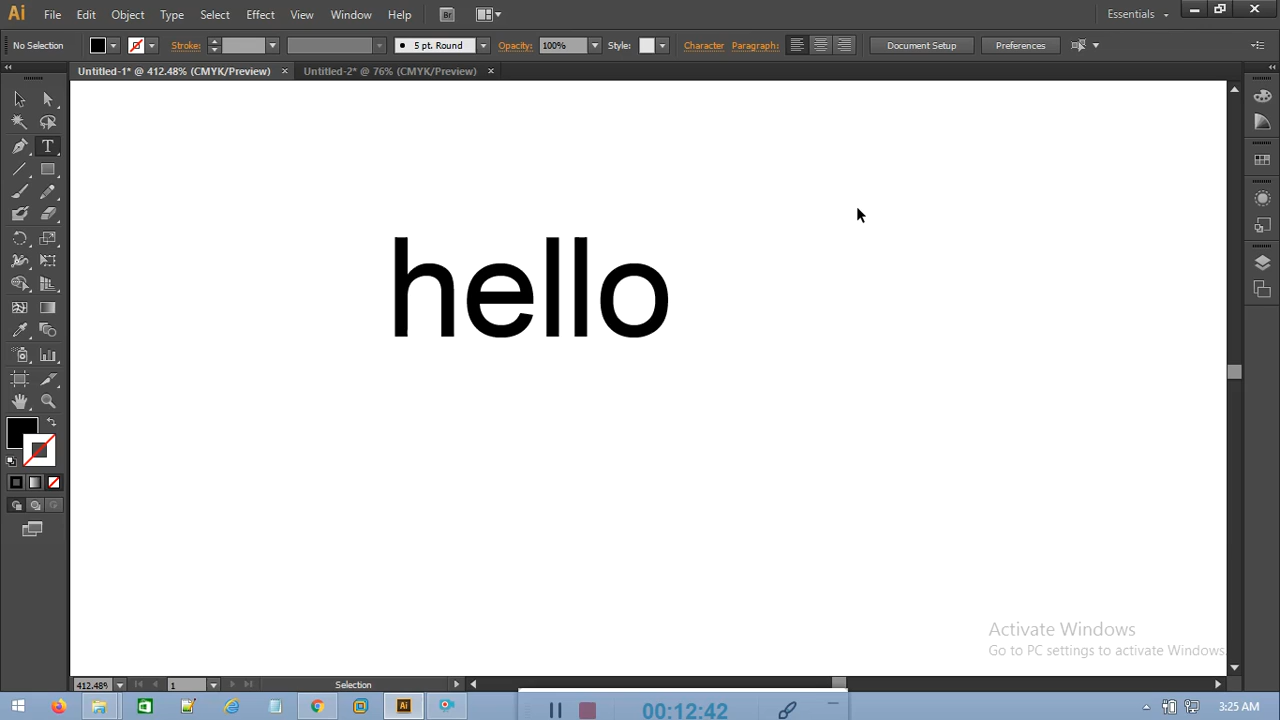 Ai File Edit Object Type Select Effect View Window Help Br Essentials
No Selection Stroke: 5 pt. Round Opacity: 100% Style: Character Paragraph: Document Setup Preferences
Untitled-1* @ 412.48% (CMYK/Preview) Untitled-2* @ 76% (CMYK/Preview)
T
hello
Activate Windows
Go to PC settings to activate Windows.
412.48% 1 Selection
Ai 00:12:42 3:25 AM